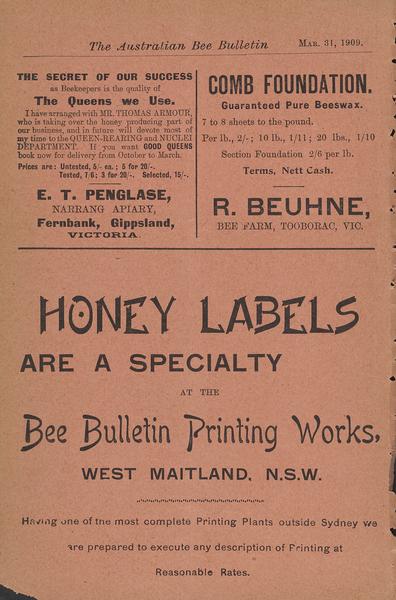 The Australian Bee Bulletin MAR. 31, 1909.
THE SECRET OF OUR SUCCESS
as Beekeepers is the quality of
The Queens we Use.
I have arranged with MR. THOMAS ARMOUR,
who is taking over the honey producing part of
our business, and in future will devote most of
my time to the QUEEN-REARING and NUCLEI
DEPARTMENT. If you want GOOD QUEENS
book now for delivery from October to March.
Prices are: Untested, 5/- ea.; 5 for 20/-.
Tested, 7/6; 3 for 20/-. Selected, 15/-.
E. T. PENGLASE,
NARRANG APIARY,
Fernbank, Gippsland,
VICTORIA.
COMB FOUNDATION.
Guaranteed Pure Beeswax.
7 to 8 sheets to the pound.
Per lb., 2/-; 10 lb., 1/11; 20 lbs., 1/10
Section Foundation 2/6 per lb.
Terms, Nett Cash.
R. BEUHNE,
BEE FARM, TOOBORAC, VIC.
HONEY LABELS
ARE A SPECIALTY
AT THE
Bee Bulletin Printing Works,
WEST MAITLAND, N.S.W.
Having one of the most complete Printing Plants outside Sydney we
are prepared to execute any description of Printing at
Reasonable Rates.